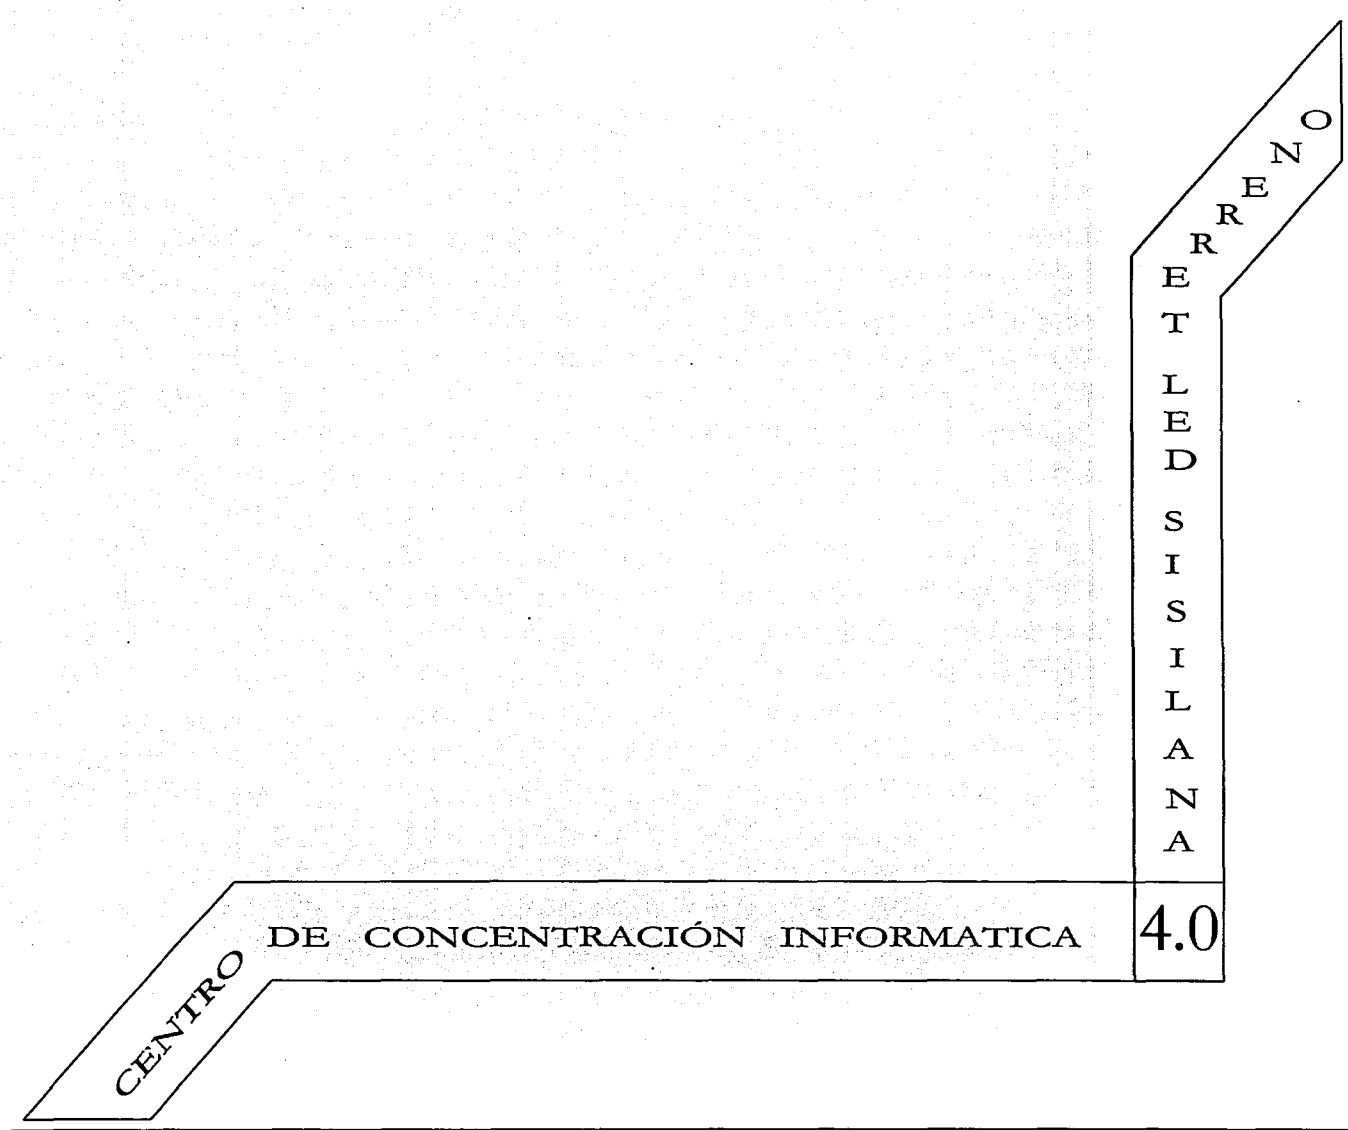 CENTRO DE CONCENTRACIÓN INFORMATICA
4.0
ANALISIS DEL TERRENO